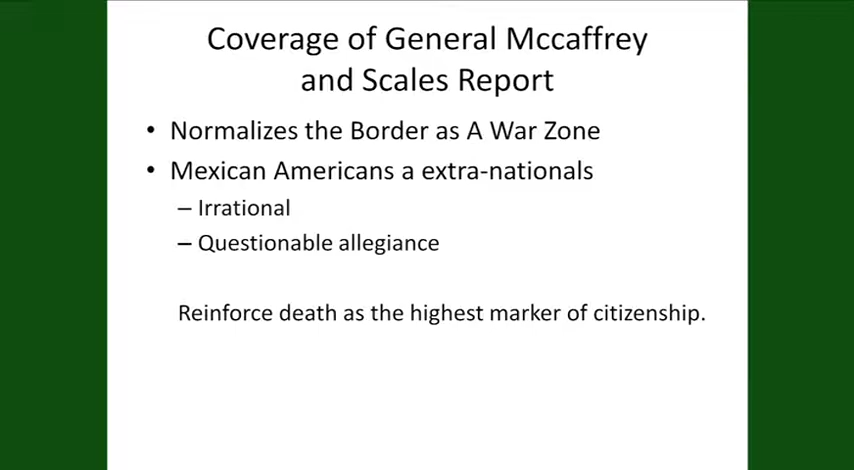 Coverage of General Mccaffrey
and Scales Report
• Normalizes the Border as A War Zone
• Mexican Americans a extra-nationals
– Irrational
– Questionable allegiance
Reinforce death as the highest marker of citizenship.